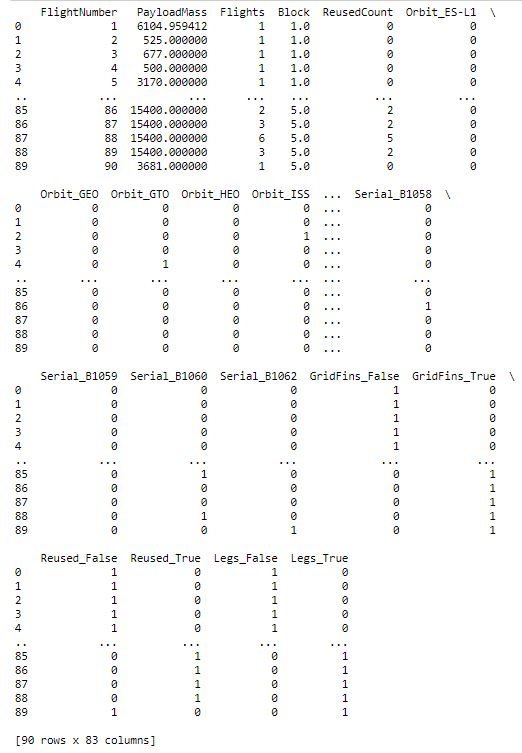 FlightNumber   PayloadMass  Flights  Block  ReusedCount  Orbit_ES-L1  \
0              1   6104.959412        1    1.0            0            0
1              2    525.000000        1    1.0            0            0
2              3    677.000000        1    1.0            0            0
3              4    500.000000        1    1.0            0            0
4              5   3170.000000        1    1.0            0            0
..           ...           ...      ...    ...          ...          ...
85            86  15400.000000        2    5.0            2            0
86            87  15400.000000        3    5.0            2            0
87            88  15400.000000        6    5.0            5            0
88            89  15400.000000        3    5.0            2            0
89            90   3681.000000        1    5.0            0            0

    Orbit_GEO  Orbit_GTO  Orbit_HEO  Orbit_ISS  ...  Serial_B1058  \
0           0          0          0          0  ...             0
1           0          0          0          0  ...             0
2           0          0          0          1  ...             0
3           0          0          0          0  ...             0
4           0          1          0          0  ...             0
..        ...        ...        ...        ...  ...           ...
85          0          0          0          0  ...             0
86          0          0          0          0  ...             1
87          0          0          0          0  ...             0
88          0          0          0          0  ...             0
89          0          0          0          0  ...             0

    Serial_B1059  Serial_B1060  Serial_B1062  GridFins_False  GridFins_True  \
0              0             0             0               1              0
1              0             0             0               1              0
2              0             0             0               1              0
3              0             0             0               1              0
4              0             0             0               1              0
..           ...           ...           ...             ...            ...
85             0             1             0               0              1
86             0             0             0               0              1
87             0             0             0               0              1
88             0             1             0               0              1
89             0             0             1               0              1

    Reused_False  Reused_True  Legs_False  Legs_True
0              1            0           1          0
1              1            0           1          0
2              1            0           1          0
3              1            0           1          0
4              1            0           1          0
..           ...          ...         ...        ...
85             0            1           0          1
86             0            1           0          1
87             0            1           0          1
88             0            1           0          1
89             1            0           0          1

[90 rows x 83 columns]